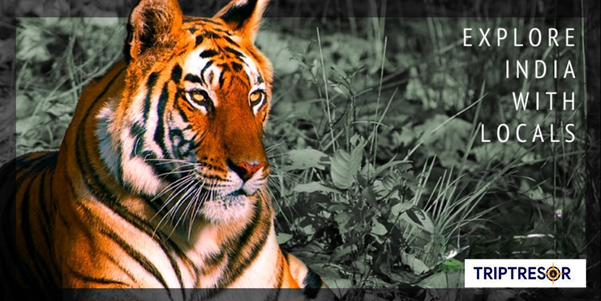 EXPLORE
INDIA
WITH
LOCALS
TRIPTRESOR